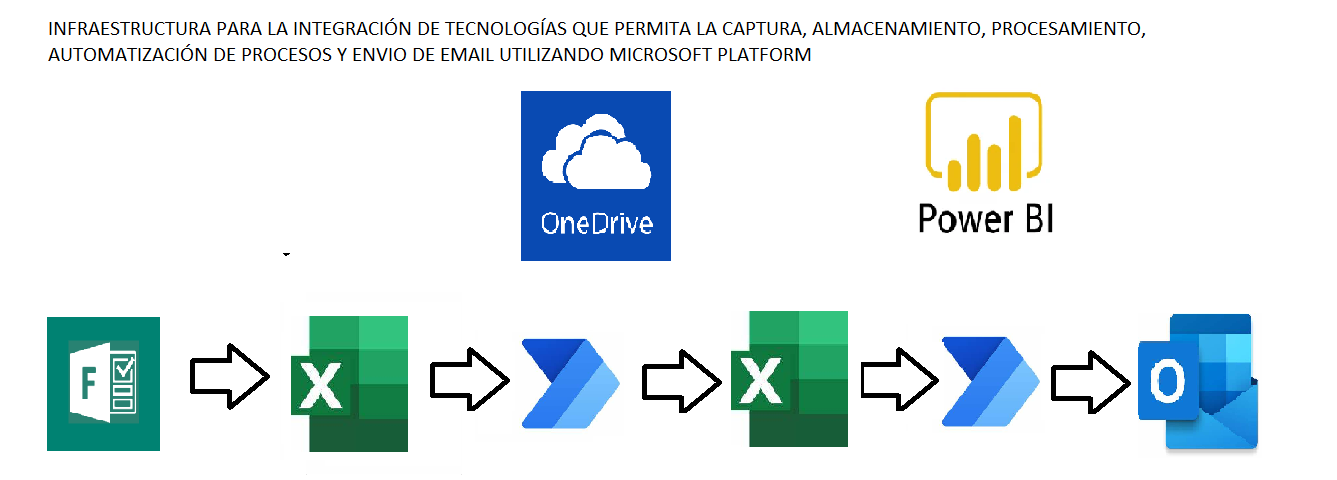 INFRAESTRUCTURA PARA LA INTEGRACIÓN DE TECNOLOGÍAS QUE PERMITA LA CAPTURA, ALMACENAMIENTO, PROCESAMIENTO,
AUTOMATIZACIÓN DE PROCESOS Y ENVIO DE EMAIL UTILIZANDO MICROSOFT PLATFORM
OneDrive
Power BI
F
X
X
O